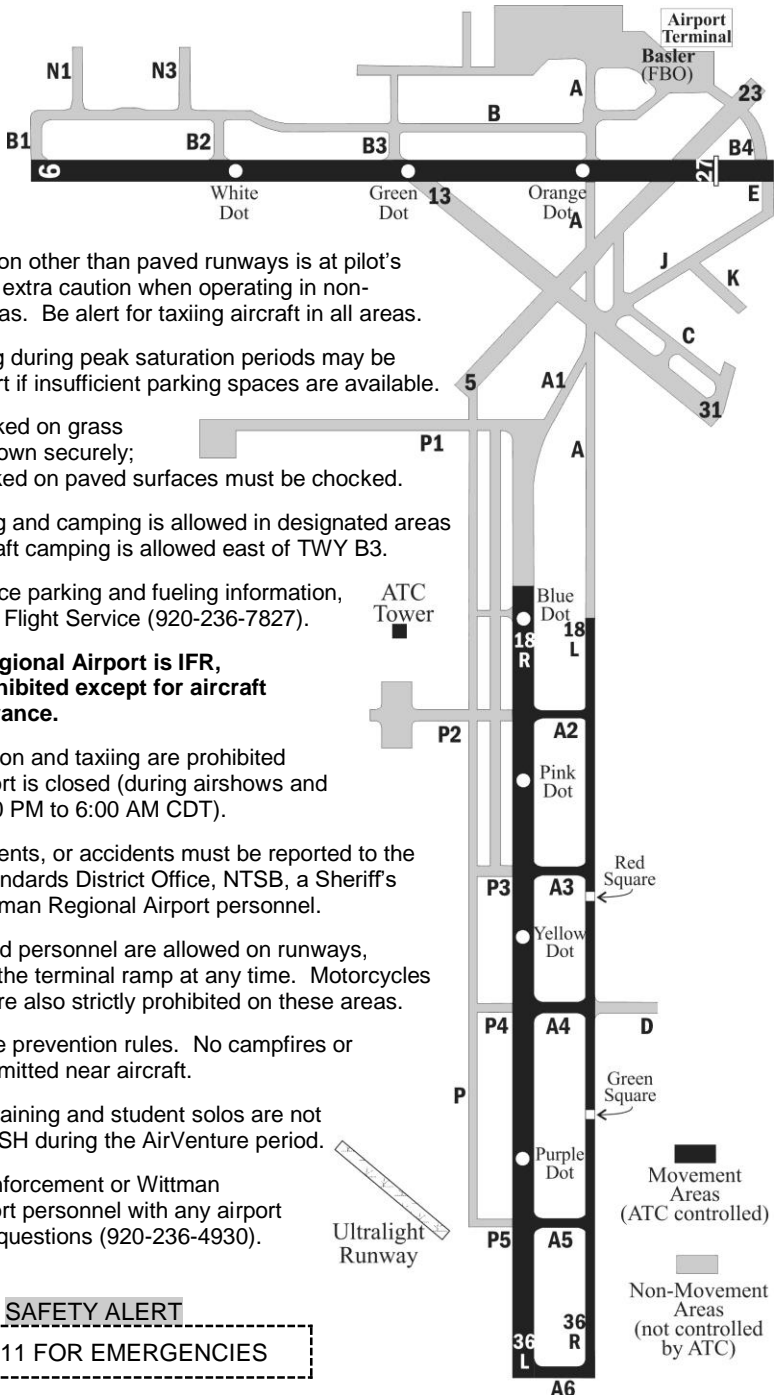 Airport
Terminal
Basler
(FBO)
N1
N3
A
23
B
B1
B2
B3
B4
9
27
White
Dot
Green
Dot
13
Orange
Dot
A
E
J
K
C
31
on other than paved runways is at pilot's
extra caution when operating in non-
as. Be alert for taxiing aircraft in all areas.
g during peak saturation periods may be
rt if insufficient parking spaces are available.
5
A1
P1
A
ked on grass
own securely;
ked on paved surfaces must be chocked.
g and camping is allowed in designated areas
aft camping is allowed east of TWY B3.
ce parking and fueling information,
Flight Service (920-236-7827).
ATC
Tower
Blue
Dot
18
R
18
L
gional Airport is IFR,
hibited except for aircraft
rance.
P2
A2
on and taxiing are prohibited
ort is closed (during airshows and
0 PM to 6:00 AM CDT).
Pink
Dot
ents, or accidents must be reported to the
andards District Office, NTSB, a Sheriff's
man Regional Airport personnel.
Red
Square
P3
A3
Yellow
Dot
d personnel are allowed on runways,
the terminal ramp at any time. Motorcycles
re also strictly prohibited on these areas.
P4
A4
D
e prevention rules. No campfires or
mitted near aircraft.
P
Green
Square
aining and student solos are not
SH during the AirVenture period.
Purple
Dot
nforcement or Wittman
ort personnel with any airport
questions (920-236-4930).
Ultralight
Runway
P5
A5
Movement
Areas
(ATC controlled)
Non-Movement
Areas
(not controlled
by ATC)
SAFETY ALERT
11 FOR EMERGENCIES
36
L
36
R
A6